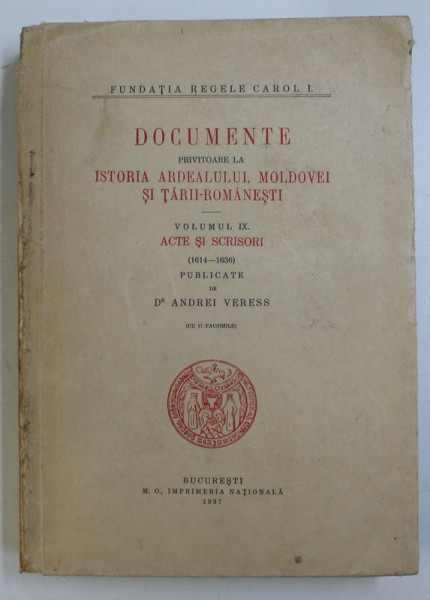 FUNDAŢIA REGELE CAROL I.
DOCUMENTE
PRIVITOARE LA
ISTORIA ARDEALULUI, MOLDOVEI
ŞI ŢĂRII-ROMÂNEŞTI
VOLUMUL IX.
ACTE ŞI SCRISORI
(1614—1636)
PUBLICATE
DE
Dr ANDREI VERESS
(CU 17 FACSIMILE)
BUCUREŞTI
M. O., IMPRIMERIA NAŢIONALĂ
1937